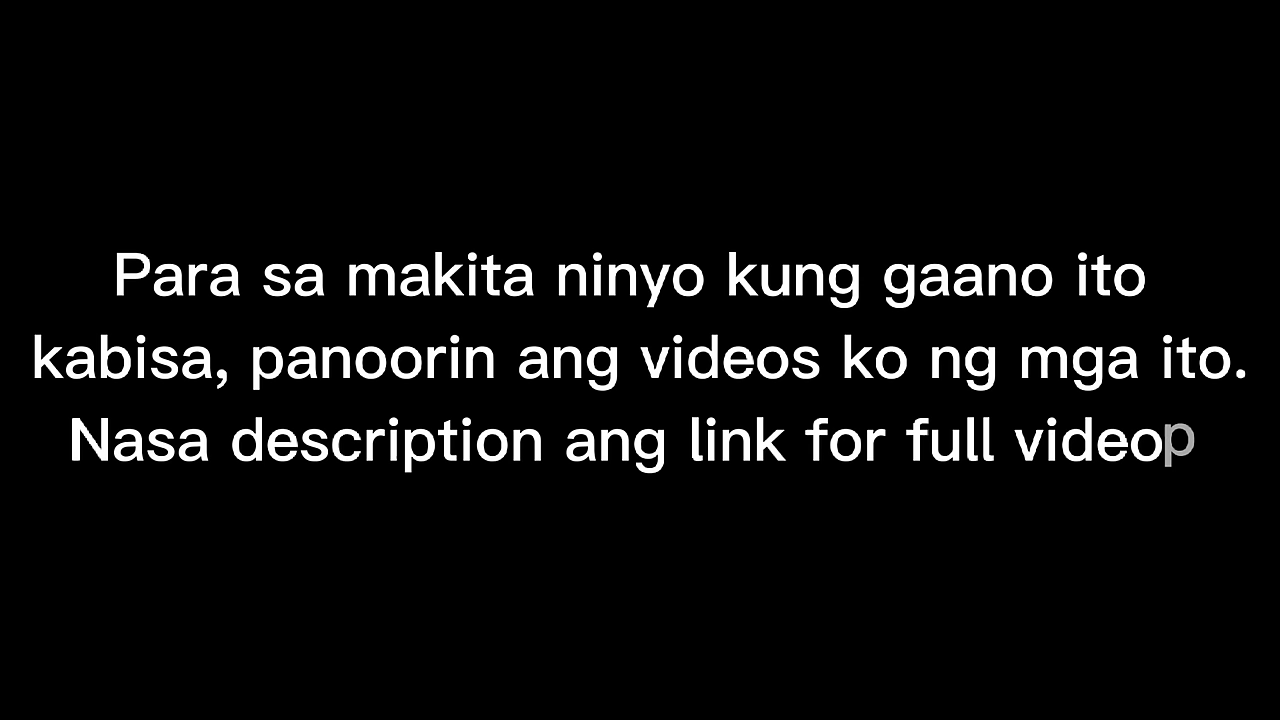 Para sa makita ninyo kung gaano ito
kabisa, panoorin ang videos ko ng mga ito.
Nasa description ang link for full videop